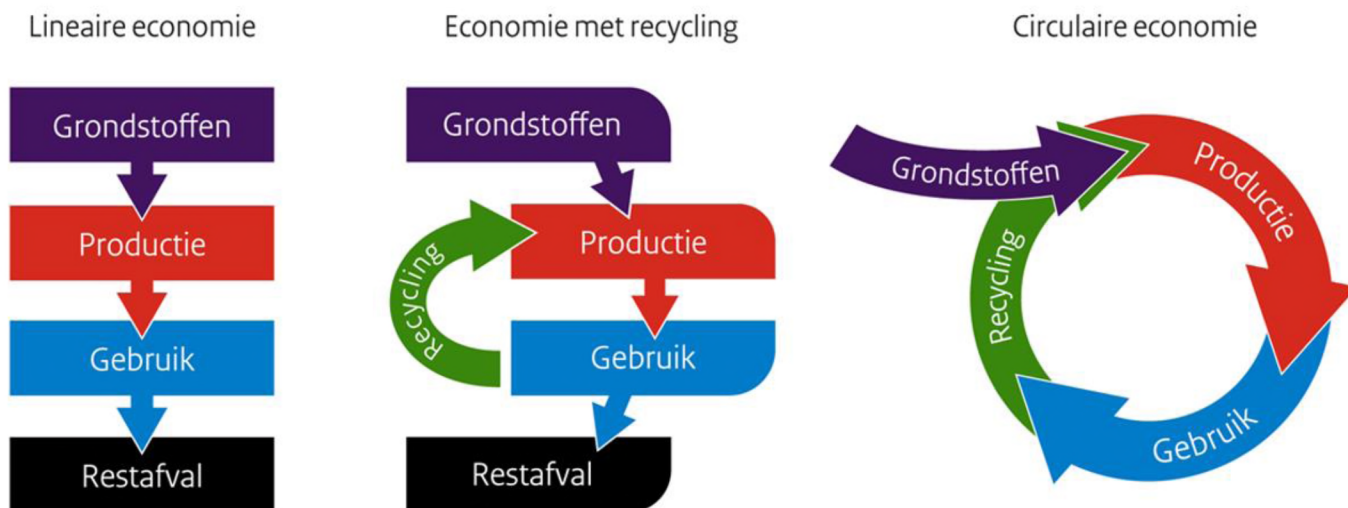 Lineaire economie
Grondstoffen
Productie
Gebruik
Restafval
Economie met recycling
Grondstoffen
Recycling
Productie
Gebruik
Restafval
Circulaire economie
Grondstoffen
Productie
Gebruik
Recycling